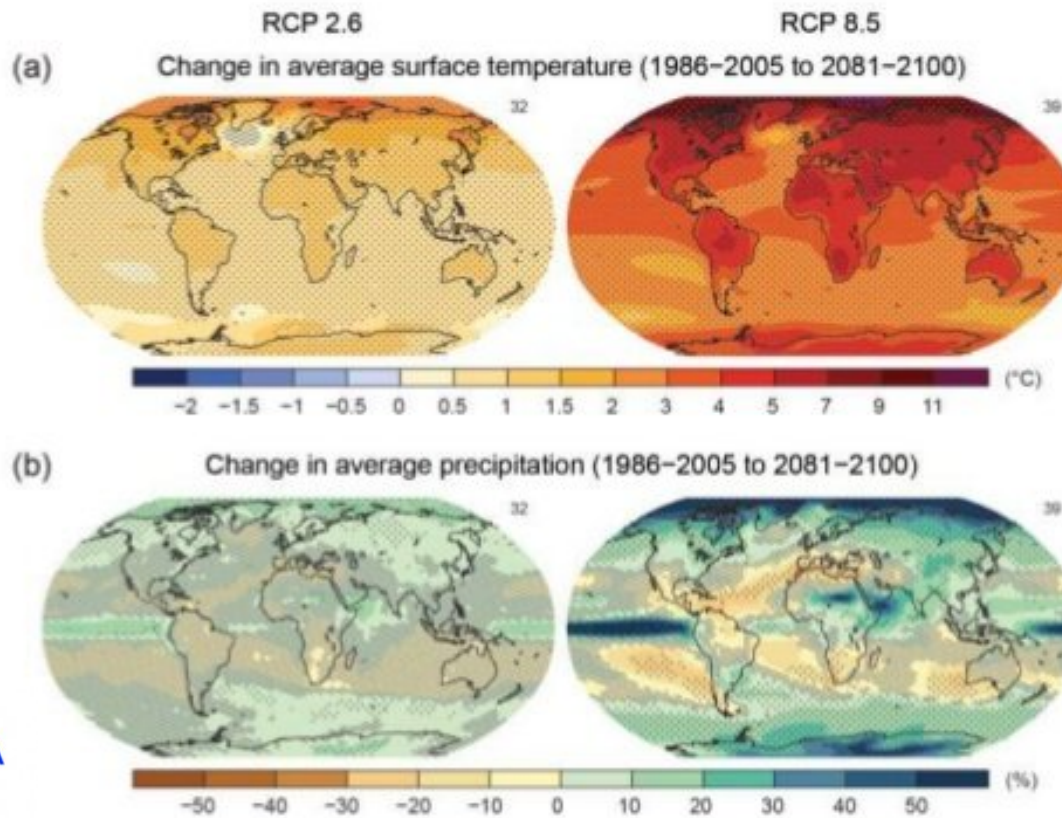 RCP 2.6 RCP 8.5
(a) Change in average surface temperature (1986−2005 to 2081−2100)
32 39
−2 −1.5 −1 −0.5 0 0.5 1 1.5 2 3 4 5 7 9 11 (°C)
(b) Change in average precipitation (1986−2005 to 2081−2100)
32 39
−50 −40 −30 −20 −10 0 10 20 30 40 50 (%)